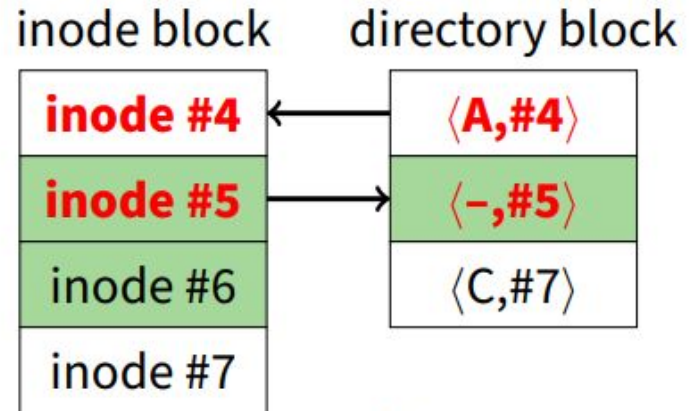 inode block
directory block
inode #4
⟨A,#4⟩
inode #5
⟨–,#5⟩
inode #6
⟨C,#7⟩
inode #7